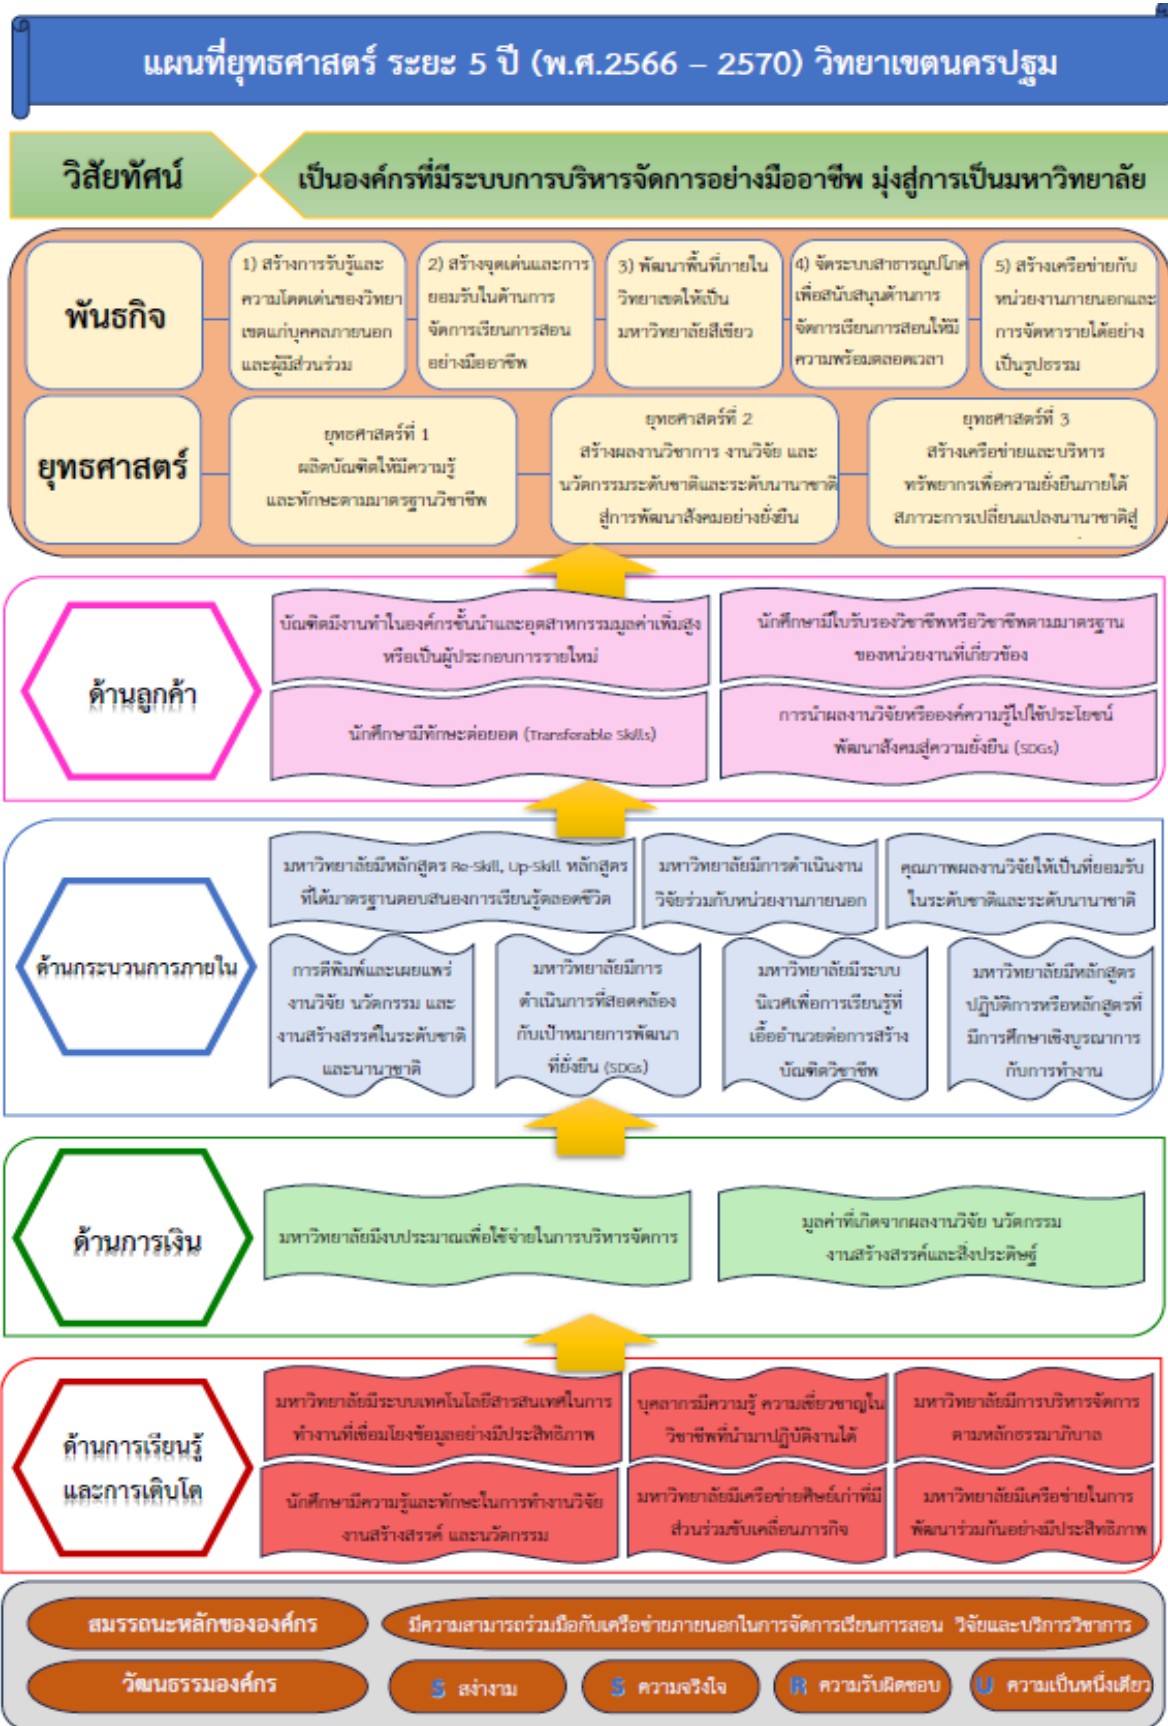 แผนที่ยุทธศาสตร์ ระยะ 5 ปี (พ.ศ.2566 – 2570) วิทยาเขตนครปฐม
วิสัยทัศน์
เป็นองค์กรที่มีระบบการบริหารจัดการอย่างมืออาชีพ มุ่งสู่การเป็นมหาวิทยาลัย
พันธกิจ
1) สร้างการรับรู้และ
ความโดดเด่นของวิทยา
เขตแก่บุคคลภายนอก
และผู้มีส่วนร่วม
2) สร้างจุดเด่นและการ
ยอมรับในด้านการ
จัดการเรียนการสอน
อย่างมืออาชีพ
3) พัฒนาพื้นที่ภายใน
วิทยาเขตให้เป็น
มหาวิทยาลัยสีเขียว
4) จัดระบบสาธารณูปโภค
เพื่อสนับสนุนด้านการ
จัดการเรียนการสอนให้มี
ความพร้อมตลอดเวลา
5) สร้างเครือข่ายกับ
หน่วยงานภายนอกและ
การจัดหารายได้อย่าง
เป็นรูปธรรม
ยุทธศาสตร์
ยุทธศาสตร์ที่ 1
ผลิตบัณฑิตให้มีความรู้
และทักษะตามมาตรฐานวิชาชีพ
ยุทธศาสตร์ที่ 2
สร้างผลงานวิชาการ งานวิจัย และ
นวัตกรรมระดับชาติและระดับนานาชาติ
สู่การพัฒนาสังคมอย่างยั่งยืน
ยุทธศาสตร์ที่ 3
สร้างเครือข่ายและบริหาร
ทรัพยากรเพื่อความยั่งยืนภายใต้
สภาวะการเปลี่ยนแปลงนานาชาติสู่
ด้านลูกค้า
บัณฑิตมีงานทำในองค์กรชั้นนำและอุตสาหกรรมมูลค่าเพิ่มสูง
หรือเป็นผู้ประกอบการรายใหม่
นักศึกษามีใบรับรองวิชาชีพหรือวิชาชีพตามมาตรฐาน
ของหน่วยงานที่เกี่ยวข้อง
นักศึกษามีทักษะต่อยอด (Transferable Skills)
การนำผลงานวิจัยหรือองค์ความรู้ไปใช้ประโยชน์
พัฒนาสังคมสู่ความยั่งยืน (SDGs)
ด้านกระบวนการภายใน
มหาวิทยาลัยมีหลักสูตร Re-Skill, Up-Skill หลักสูตร
ที่ได้มาตรฐานตอบสนองการเรียนรู้ตลอดชีวิต
มหาวิทยาลัยมีการดำเนินงาน
วิจัยร่วมกับหน่วยงานภายนอก
คุณภาพผลงานวิจัยให้เป็นที่ยอมรับ
ในระดับชาติและระดับนานาชาติ
การตีพิมพ์และเผยแพร่
งานวิจัย นวัตกรรม และ
งานสร้างสรรค์ในระดับชาติ
และนานาชาติ
มหาวิทยาลัยมีการ
ดำเนินการที่สอดคล้อง
กับเป้าหมายการพัฒนา
ที่ยั่งยืน (SDGs)
มหาวิทยาลัยมีระบบ
นิเวศเพื่อการเรียนรู้ที่
เอื้ออำนวยต่อการสร้าง
บัณฑิตวิชาชีพ
มหาวิทยาลัยมีหลักสูตร
ปฏิบัติการหรือหลักสูตรที่
มีการศึกษาเชิงบูรณาการ
กับการทำงาน
ด้านการเงิน
มหาวิทยาลัยมีงบประมาณเพื่อใช้จ่ายในการบริหารจัดการ
มูลค่าที่เกิดจากผลงานวิจัย นวัตกรรม
งานสร้างสรรค์และสิ่งประดิษฐ์
ด้านการเรียนรู้
และการเติบโต
มหาวิทยาลัยมีระบบเทคโนโลยีสารสนเทศในการ
ทำงานที่เชื่อมโยงข้อมูลอย่างมีประสิทธิภาพ
บุคลากรมีความรู้ ความเชี่ยวชาญใน
วิชาชีพที่นำมาปฏิบัติงานได้
มหาวิทยาลัยมีการบริหารจัดการ
ตามหลักธรรมาภิบาล
นักศึกษามีความรู้และทักษะในการทำงานวิจัย
งานสร้างสรรค์ และนวัตกรรม
มหาวิทยาลัยมีเครือข่ายศิษย์เก่าที่มี
ส่วนร่วมขับเคลื่อนภารกิจ
มหาวิทยาลัยมีเครือข่ายในการ
พัฒนาร่วมกันอย่างมีประสิทธิภาพ
สมรรถนะหลักขององค์กร
มีความสามารถร่วมมือกับเครือข่ายภายนอกในการจัดการเรียนการสอน วิจัยและบริการวิชาการ
วัฒนธรรมองค์กร
S สง่างาม
S ความจริงใจ
R ความรับผิดชอบ
U ความเป็นหนึ่งเดียว